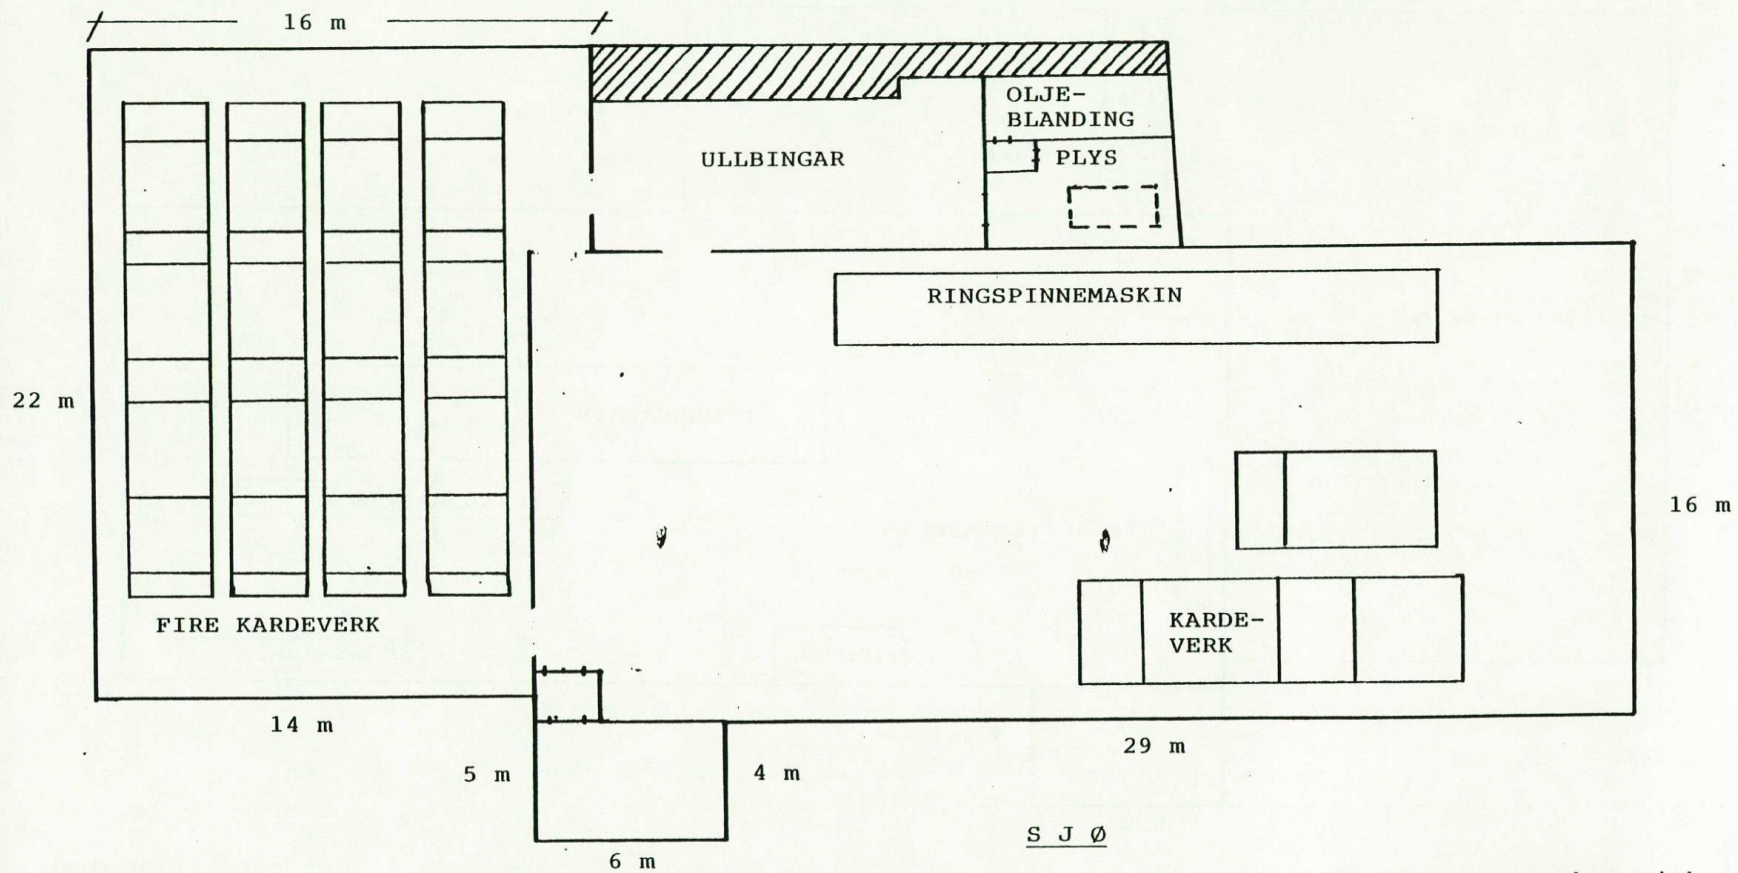 16 m
OLJE-
BLANDING
ULLBINGAR
PLYS
RINGSPINNEMASKIN
22 m
16 m
KARDE-
VERK
FIRE KARDEVERK
14 m
29 m
5 m
4 m
S J Ø
6 m